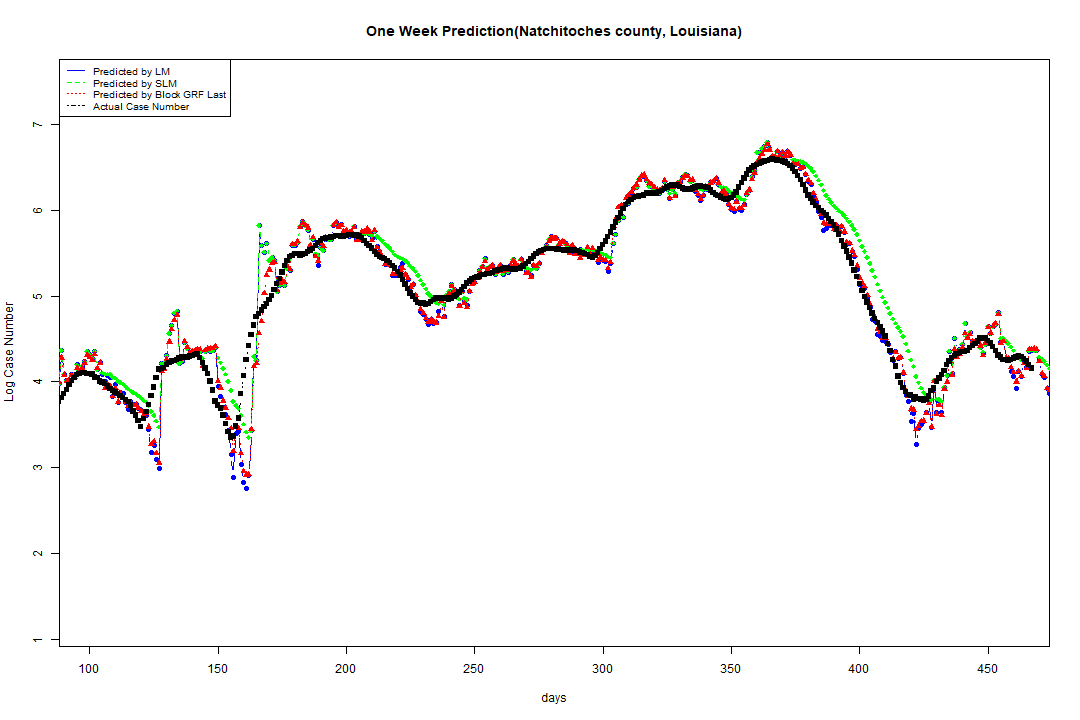 One Week Prediction(Natchitoches county, Louisiana)
Predicted by LM
Predicted by SLM
Predicted by Block GRF Last
Actual Case Number
7
6
5
4
3
2
1
Log Case Number
100 150 200 250 300 350 400 450
days